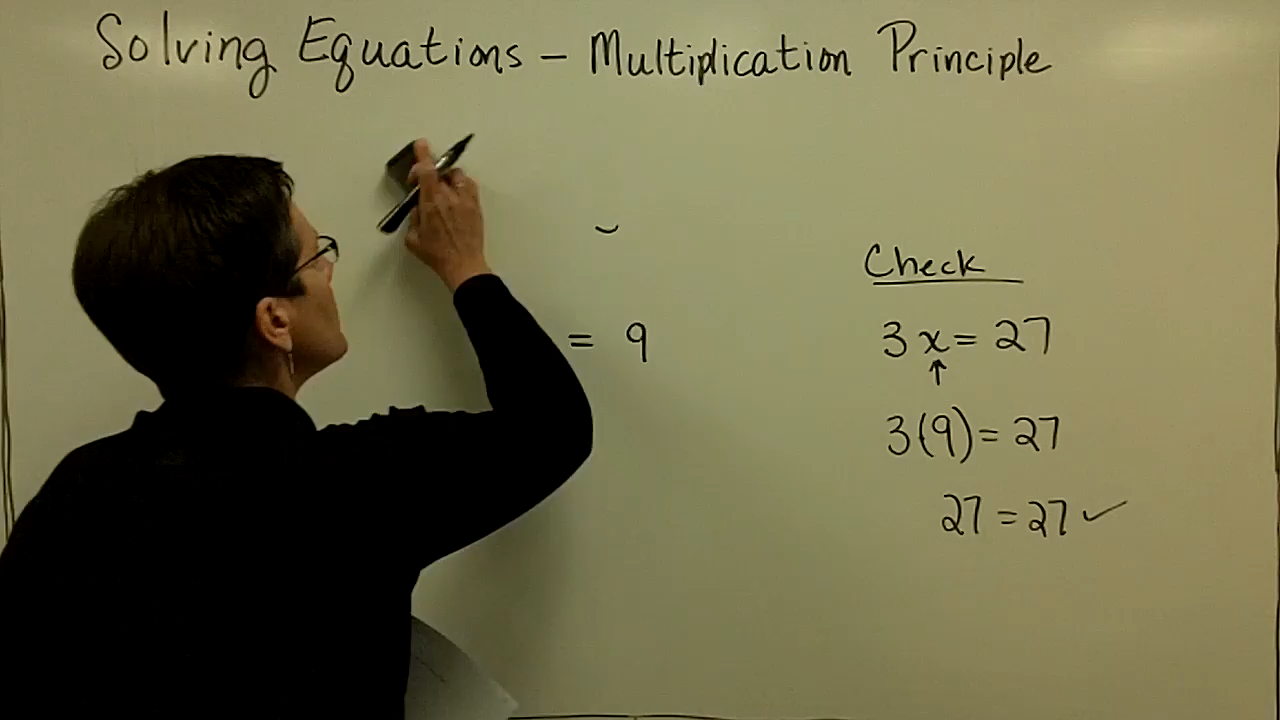 Solving Equations – Multiplication Principle
= 9
Check
3x = 27
↑
3(9) = 27
27 = 27 ✓